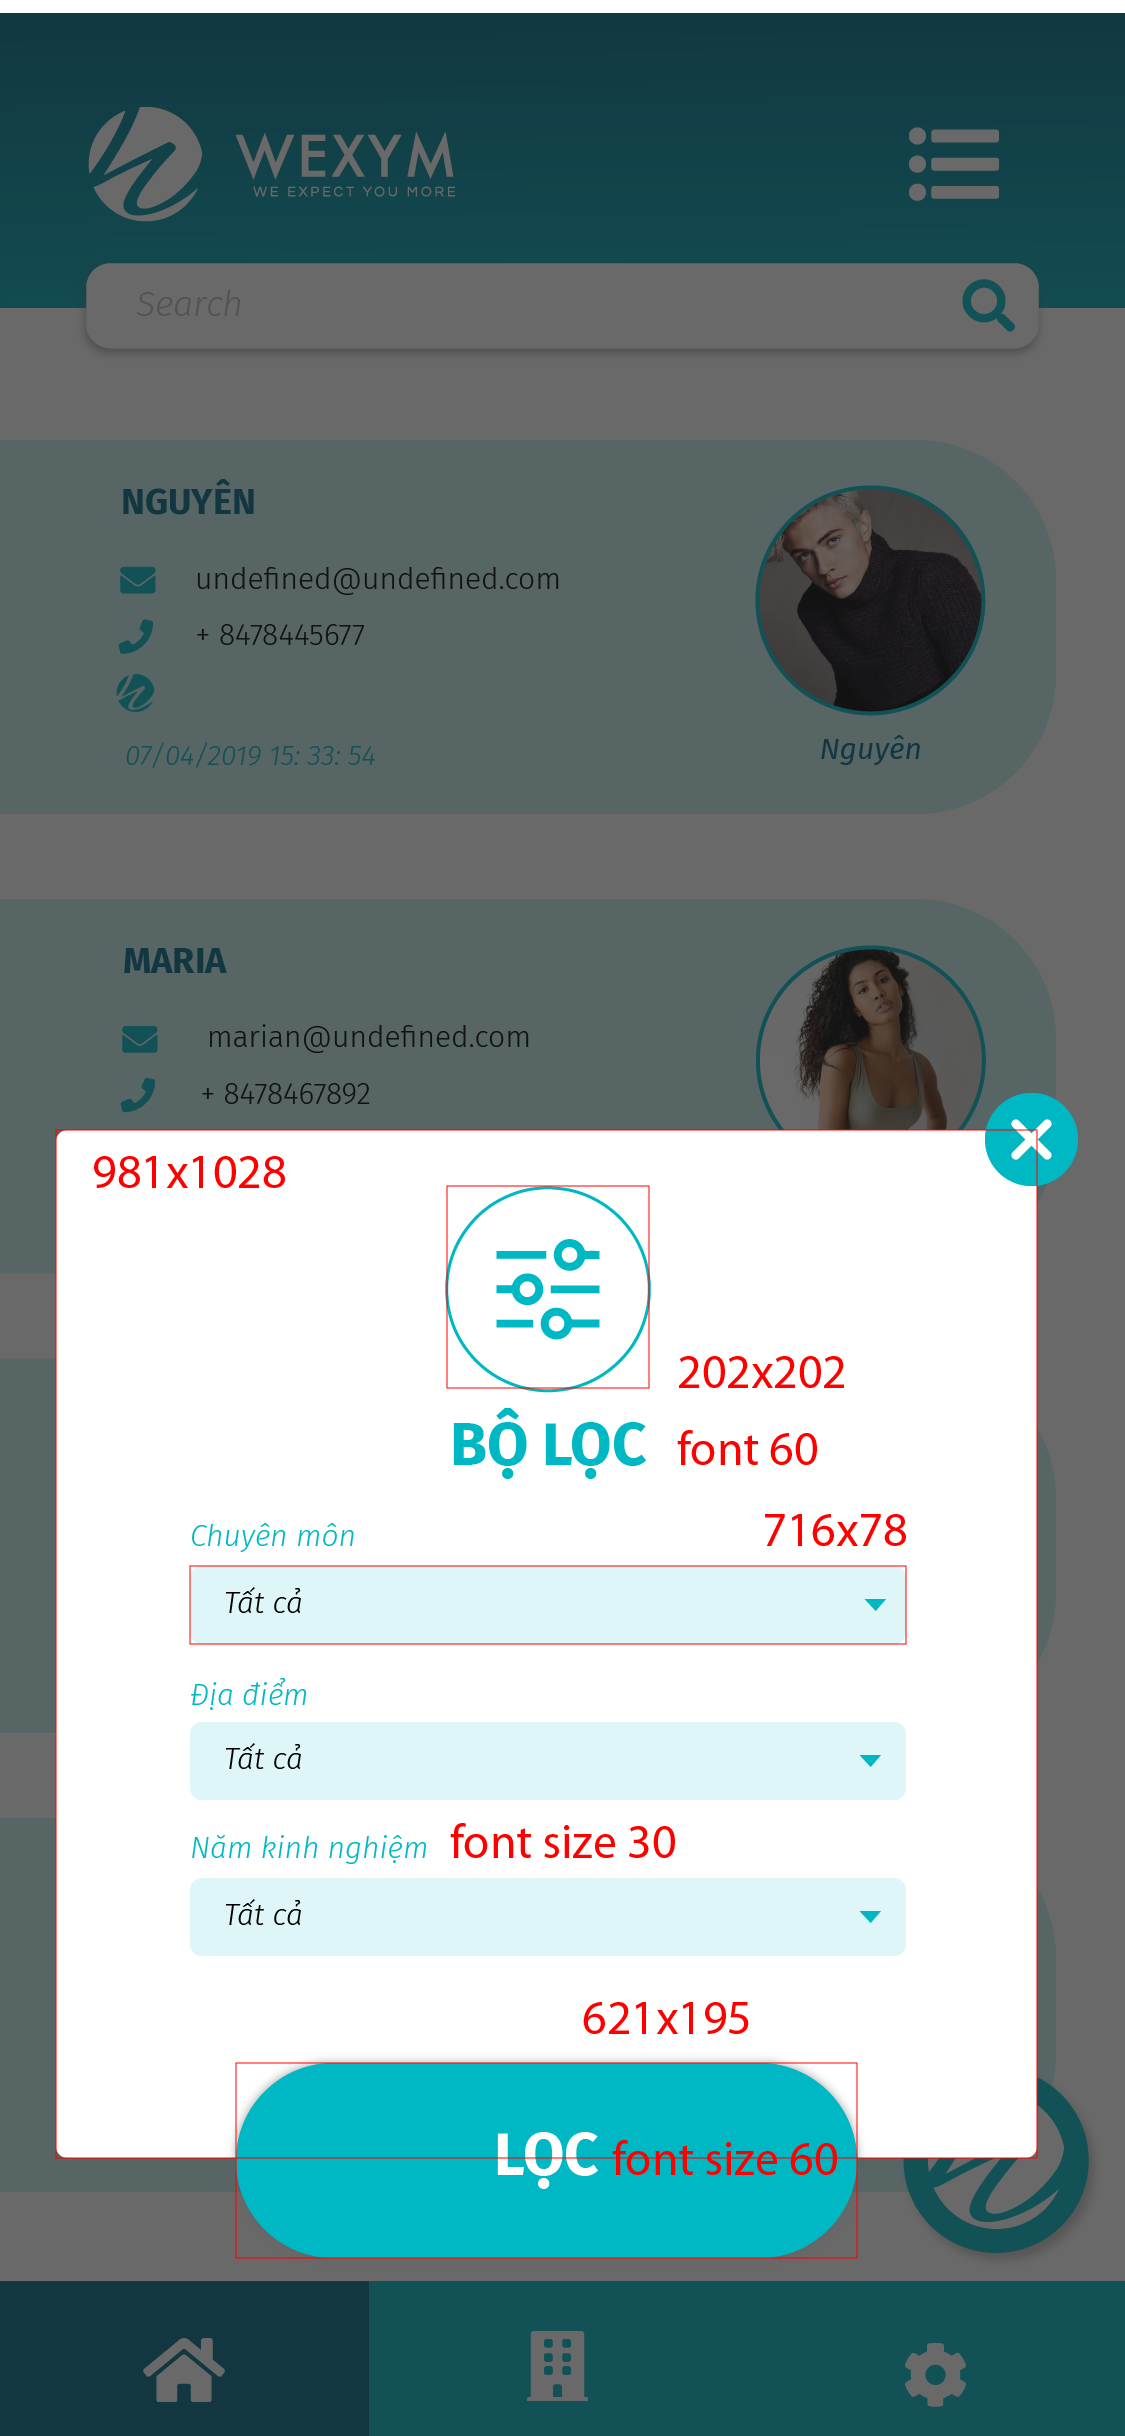 WEXYM
WE EXPECT YOU MORE
Search
NGUYÊN
undefined@undefined.com
+ 8478445677
07/04/2019 15: 33: 54
Nguyên
MARIA
marian@undefined.com
+ 8478467892
981x1028
202x202
BỘ LỌC font 60
Chuyên môn 716x78
Tất cả
Địa điểm
Tất cả
Năm kinh nghiệm font size 30
Tất cả
621x195
LỌC font size 60